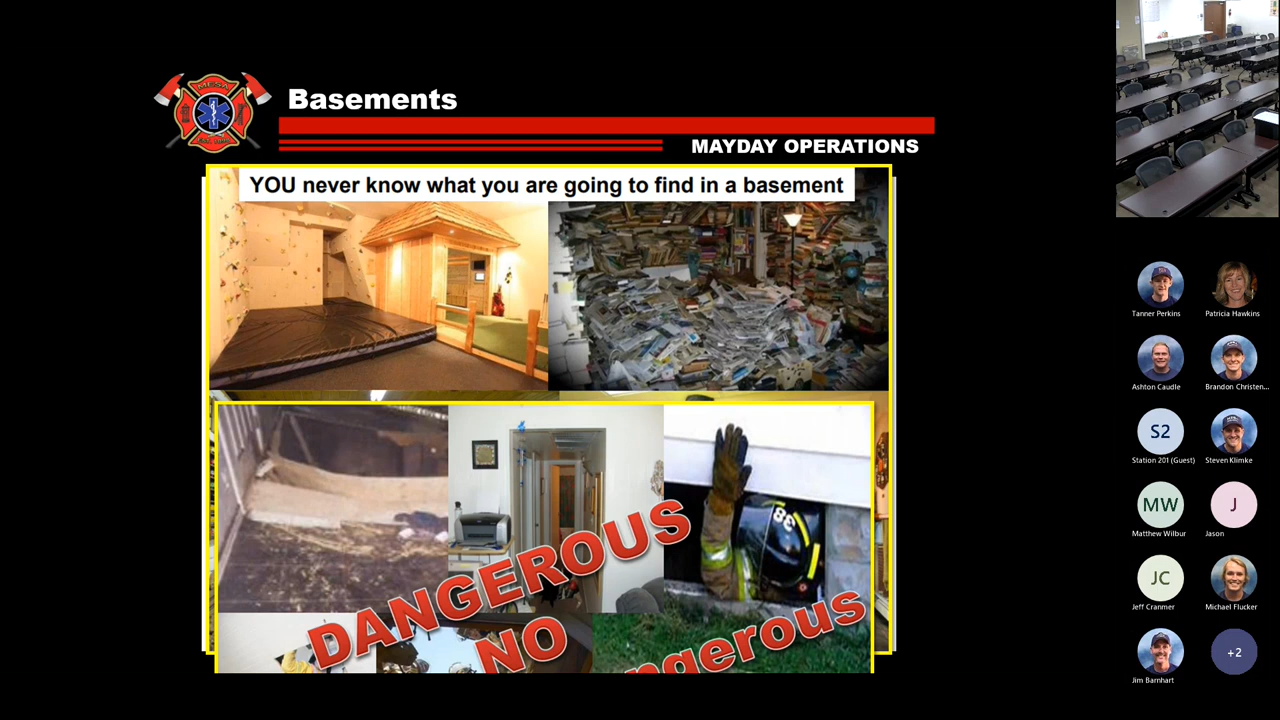 MESA
Basements
MAYDAY OPERATIONS
YOU never know what you are going to find in a basement
38
DANGEROUS
NO
ngerous
Tanner Perkins
Patricia Hawkins
Ashton Caudle
Brandon Christen...
S2
Station 201 (Guest)
Steven Klimke
MW
Matthew Wilbur
J
Jason
JC
Jeff Cranmer
Michael Flucker
Jim Barnhart
+2